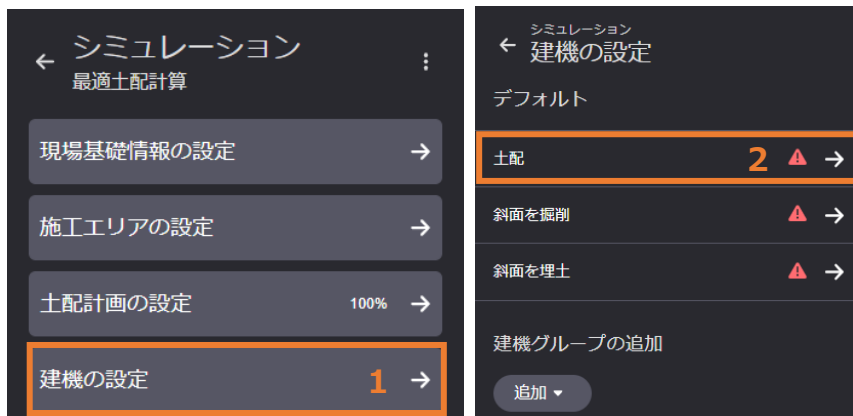 シミュレーション
最適土配計算
現場基礎情報の設定
施工エリアの設定
土配計画の設定 100%
建機の設定 1
シミュレーション
建機の設定
デフォルト
土配 2
斜面を掘削
斜面を埋土
建機グループの追加
追加